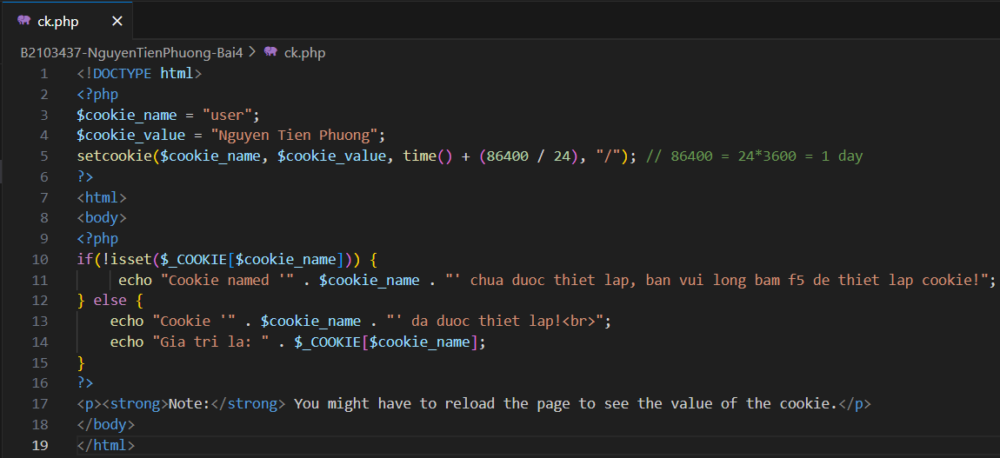 ck.php
B2103437-NguyenTienPhuong-Bai4 > ck.php
1 <!DOCTYPE html>
2 <?php
3 $cookie_name = "user";
4 $cookie_value = "Nguyen Tien Phuong";
5 setcookie($cookie_name, $cookie_value, time() + (86400 / 24), "/"); // 86400 = 24*3600 = 1 day
6 ?>
7 <html>
8 <body>
9 <?php
10 if(!isset($_COOKIE[$cookie_name])) {
11      echo "Cookie named '" . $cookie_name . "' chua duoc thiet lap, ban vui long bam f5 de thiet lap cookie!";
12 } else {
13     echo "Cookie '" . $cookie_name . "' da duoc thiet lap!<br>";
14     echo "Gia tri la: " . $_COOKIE[$cookie_name];
15 }
16 ?>
17 <p><strong>Note:</strong> You might have to reload the page to see the value of the cookie.</p>
18 </body>
19 </html>